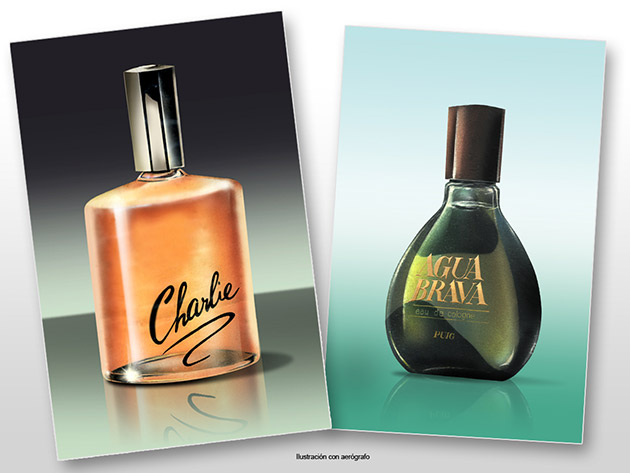 Charlie
AGUA
BRAVA
eau de cologne
PUIG
Ilustración con aerógrafo